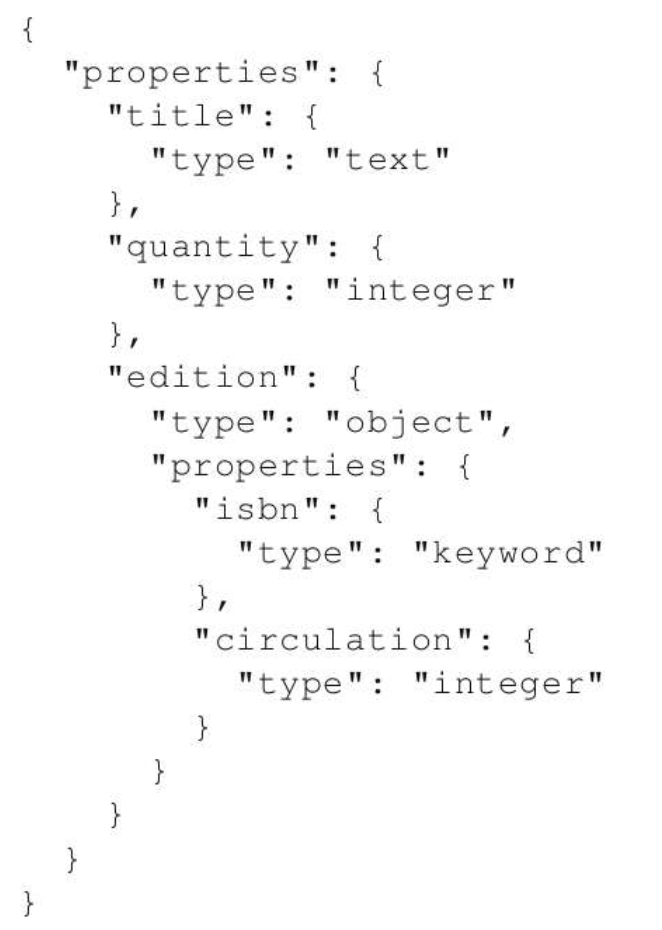 {
"properties": {
"title": {
"type": "text"
},
"quantity": {
"type": "integer"
},
"edition": {
"type": "object",
"properties": {
"isbn": {
"type": "keyword"
},
"circulation": {
"type": "integer"
}
}
}
}
}